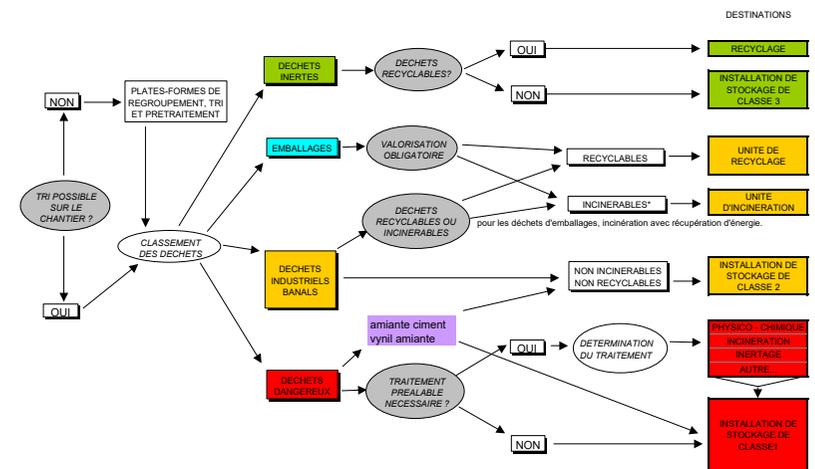 DESTINATIONS
DECHETS
INERTES
DECHETS
RECYCLABLES?
OUI
RECYCLAGE
NON
INSTALLATION DE
STOCKAGE DE
CLASSE 3
NON
PLATES-FORMES DE
REGROUPEMENT, TRI
ET PRETRAITEMENT
EMBALLAGES
VALORISATION
OBLIGATOIRE
RECYCLABLES
UNITE DE
RECYCLAGE
TRI POSSIBLE
SUR LE
CHANTIER ?
DECHETS
RECYCLABLES OU
INCINERABLES
INCINERABLES*
UNITE
D'INCINERATION
pour les déchets d'emballages, incinération avec récupération d'énergie.
CLASSEMENT
DES DECHETS
DECHETS
INDUSTRIELS
BANALS
NON INCINERABLES
NON RECYCLABLES
INSTALLATION DE
STOCKAGE DE
CLASSE 2
OUI
amiante ciment
vynil amiante
OUI
DETERMINATION
DU TRAITEMENT
PHYSICO - CHIMIQUE
INCINERATION
INERTAGE
AUTRE...
DECHETS
DANGEREUX
TRAITEMENT
PREALABLE
NECESSAIRE ?
NON
INSTALLATION DE
STOCKAGE DE
CLASSE1